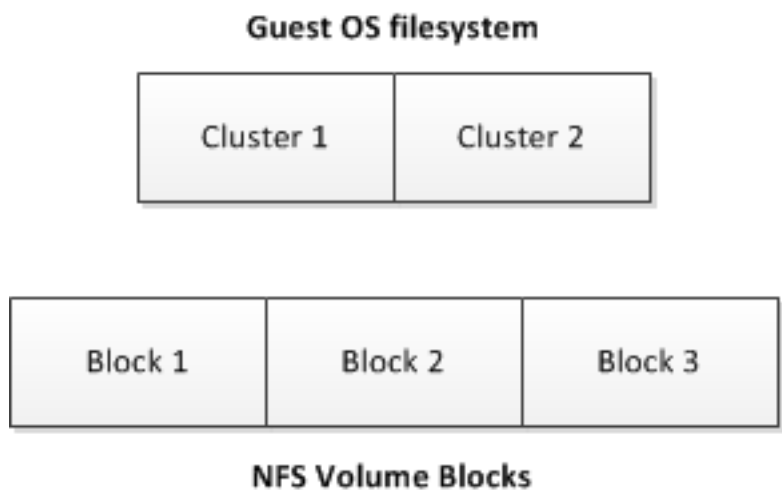 Guest OS filesystem
Cluster 1 Cluster 2
Block 1 Block 2 Block 3
NFS Volume Blocks